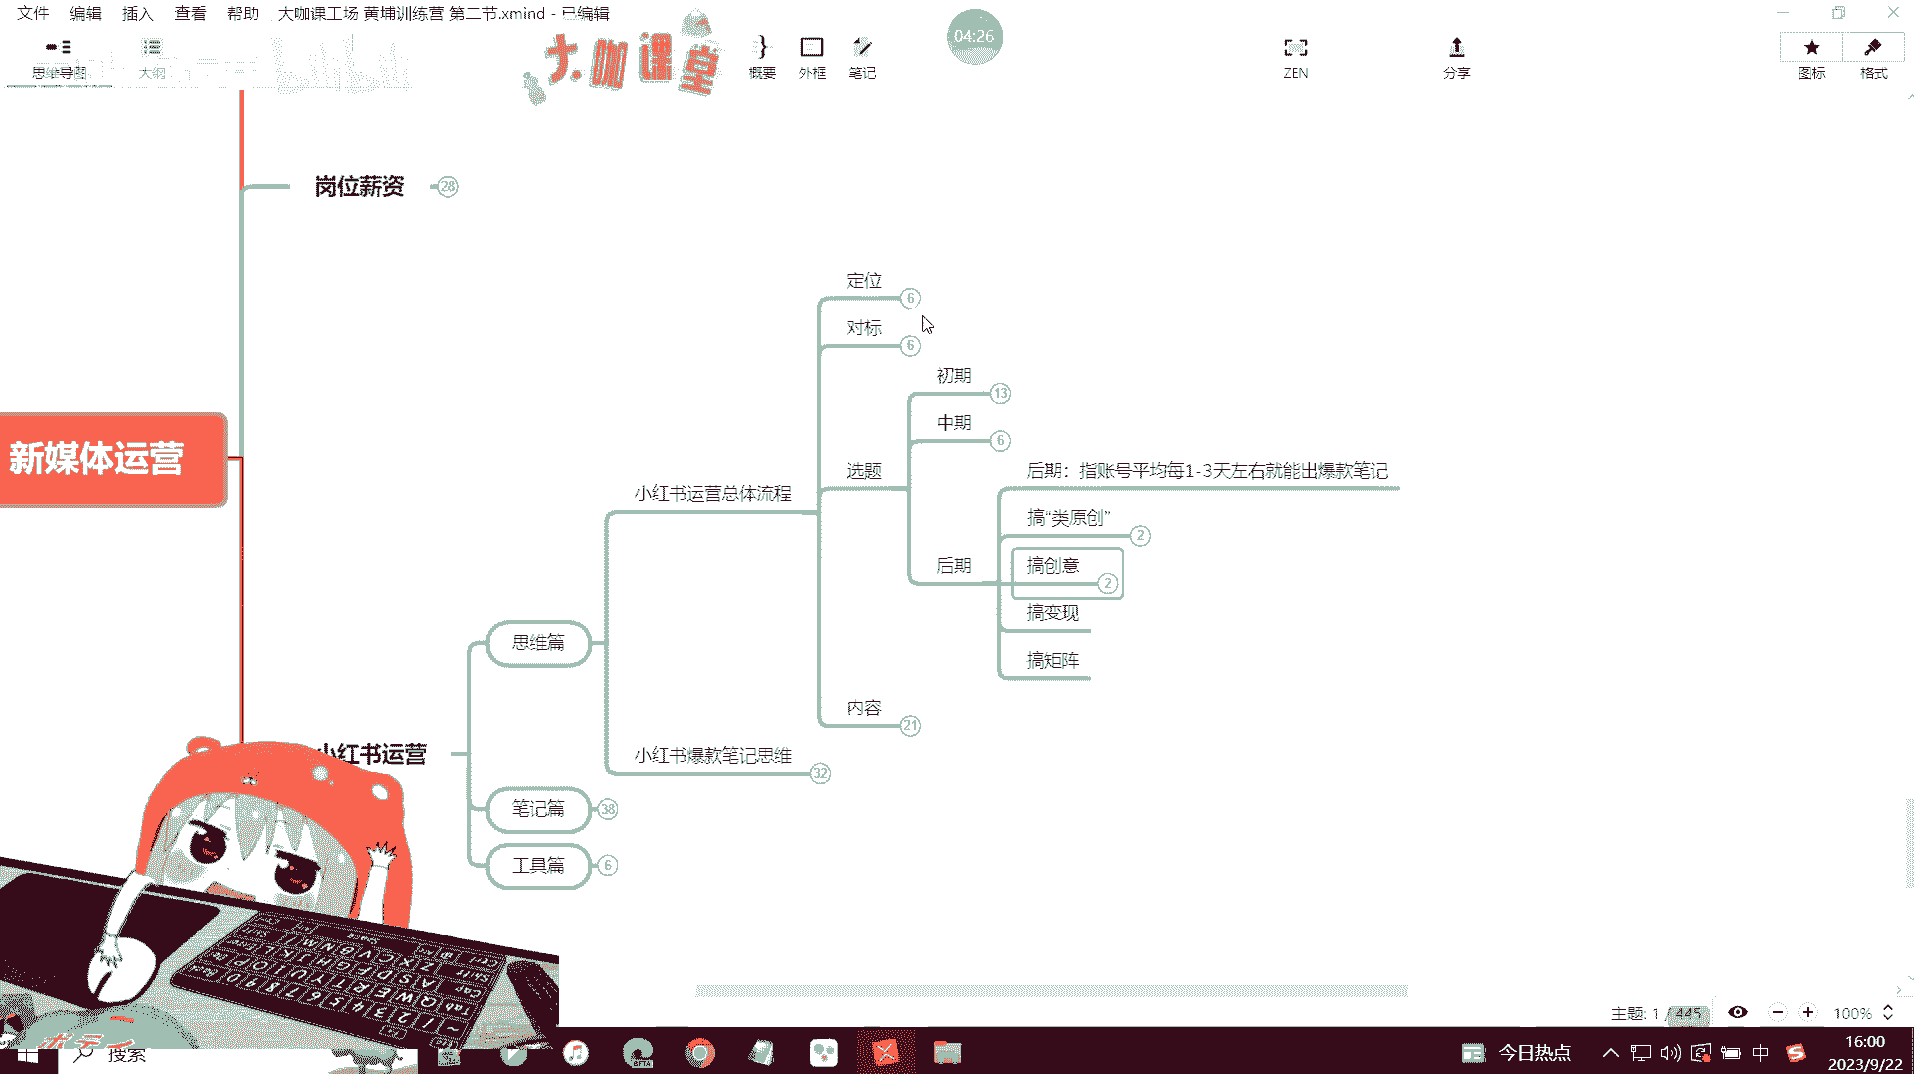 文件 编辑 插入 查看 帮助 大咖课工场 黄埔训练营 第二节.xmind - 已编辑
思维导图 大纲 大咖课堂 概要 外框 笔记 04:26 ZEN 分享 图标 格式
岗位薪资 28
新媒体运营
小红书运营
思维篇
小红书运营总体流程
定位 6
对标 6
选题
初期 13
中期 6
后期
后期：指账号平均每1-3天左右就能出爆款笔记
搞“类原创” 2
搞创意 2
搞变现
搞矩阵
内容 21
小红书爆款笔记思维 32
笔记篇 38
工具篇 6
主题: 1 / 445 100%
搜索 BETA 今日热点 中 16:00
2023/9/22